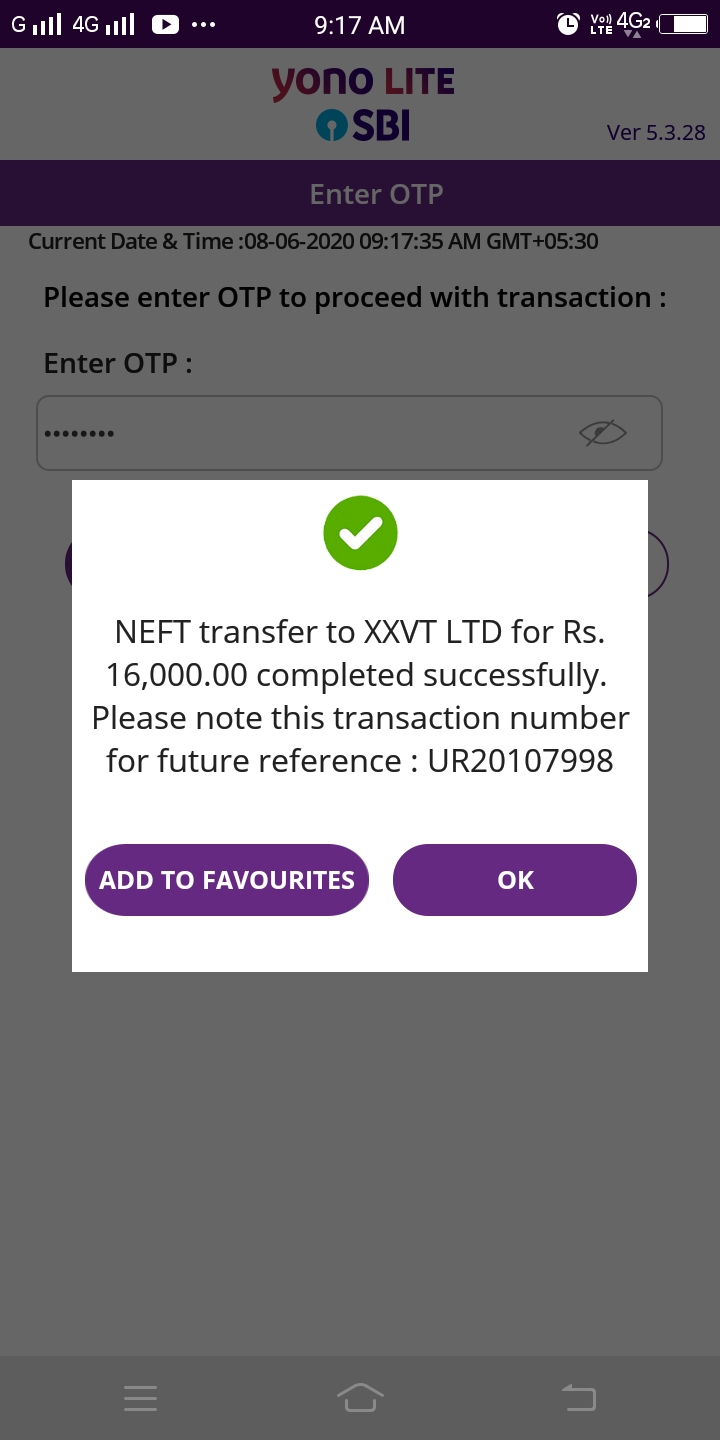 G 4G 9:17 AM Vo)) LTE 4G2
yono LITE
SBI
Ver 5.3.28
Enter OTP
Current Date & Time :08-06-2020 09:17:35 AM GMT+05:30
Please enter OTP to proceed with transaction :
Enter OTP :
••••••••
NEFT transfer to XXVT LTD for Rs.
16,000.00 completed successfully.
Please note this transaction number
for future reference : UR20107998
ADD TO FAVOURITES OK